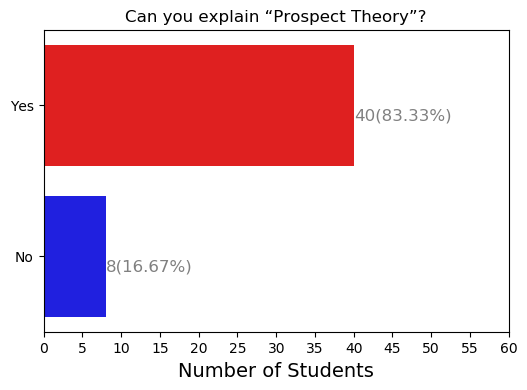 Can you explain “Prospect Theory”?
Yes
40(83.33%)
No
8(16.67%)
0 5 10 15 20 25 30 35 40 45 50 55 60
Number of Students